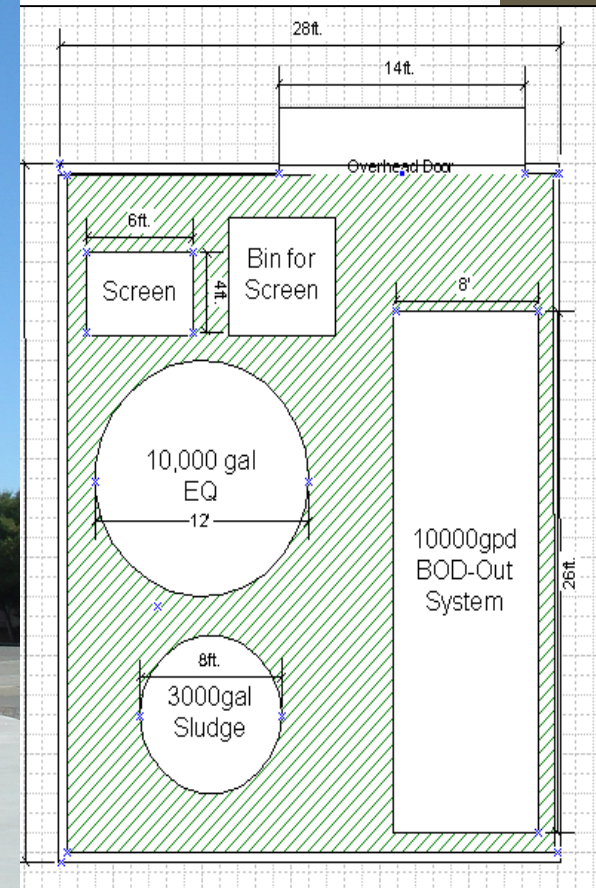 28ft.
14ft.
Overhead Door
6ft.
Screen
4ft.
Bin for
Screen
8'
10,000 gal
EQ
12'
10000gpd
BOD-Out
System
26ft.
8ft.
3000gal
Sludge